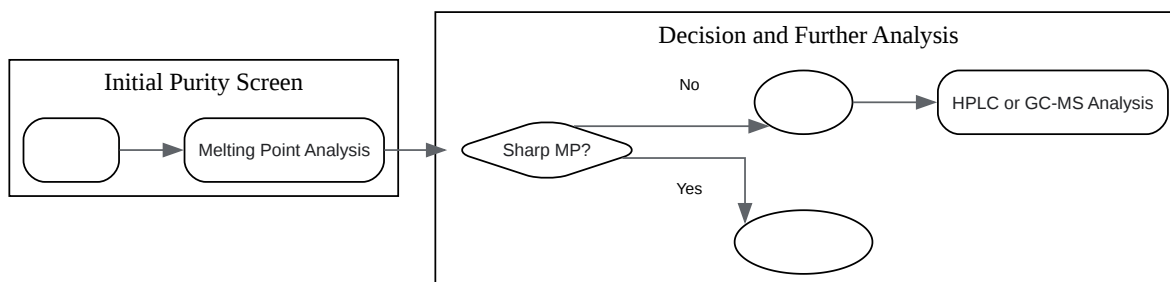 Decision and Further Analysis
Initial Purity Screen
No
HPLC or GC-MS Analysis
Melting Point Analysis
Sharp MP?
Yes